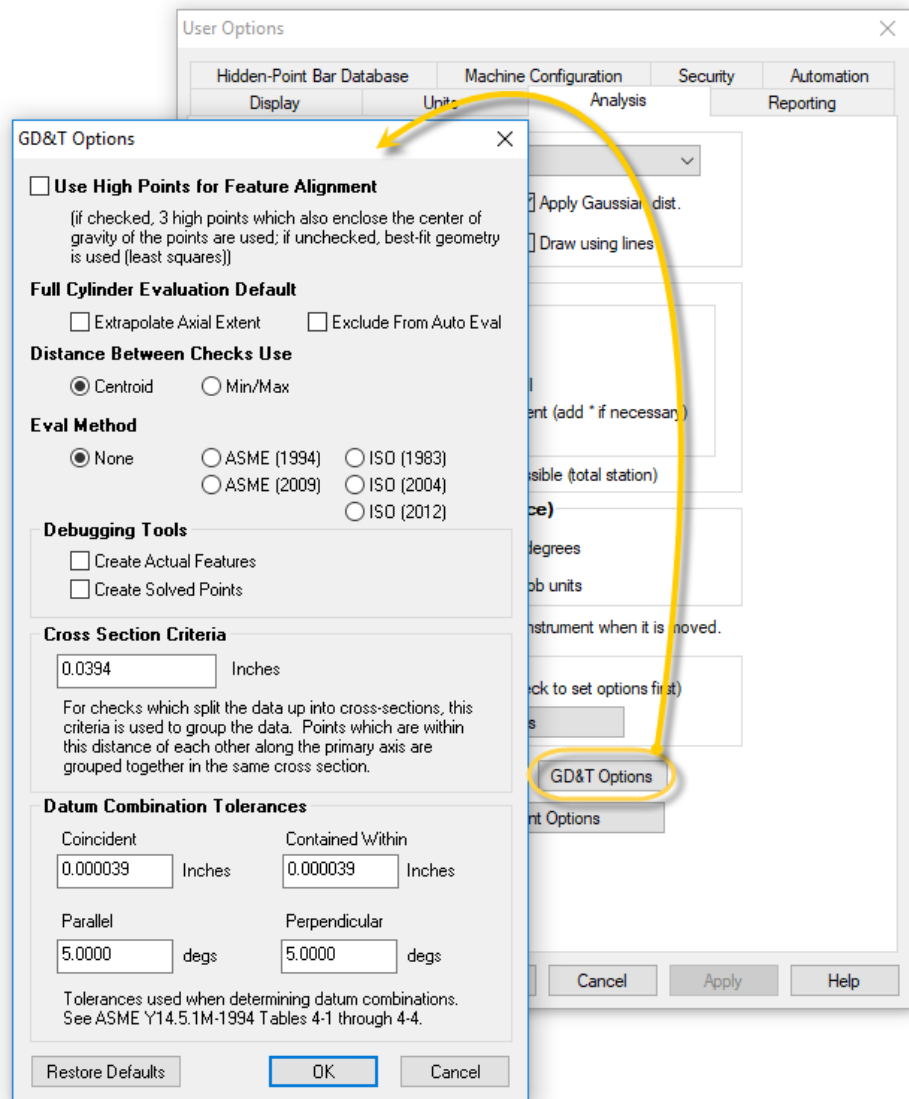 User Options
Hidden-Point Bar Database Machine Configuration Security Automation
Display Units Analysis Reporting
Apply Gaussian dist.
Draw using lines
(add * if necessary)
(total station)
degrees
units
instrument when it is moved.
to set options first)
GD&T Options
Options
Cancel Apply Help
GD&T Options
Use High Points for Feature Alignment
(if checked, 3 high points which also enclose the center of
gravity of the points are used; if unchecked, best-fit geometry
is used (least squares))
Full Cylinder Evaluation Default
Extrapolate Axial Extent Exclude From Auto Eval
Distance Between Checks Use
Centroid Min/Max
Eval Method
None ASME (1994) ISO (1983)
ASME (2009) ISO (2004)
ISO (2012)
Debugging Tools
Create Actual Features
Create Solved Points
Cross Section Criteria
0.0394 Inches
For checks which split the data up into cross-sections, this
criteria is used to group the data. Points which are within
this distance of each other along the primary axis are
grouped together in the same cross section.
Datum Combination Tolerances
Coincident Contained Within
0.000039 Inches 0.000039 Inches
Parallel Perpendicular
5.0000 degs 5.0000 degs
Tolerances used when determining datum combinations.
See ASME Y14.5.1M-1994 Tables 4-1 through 4-4.
Restore Defaults OK Cancel